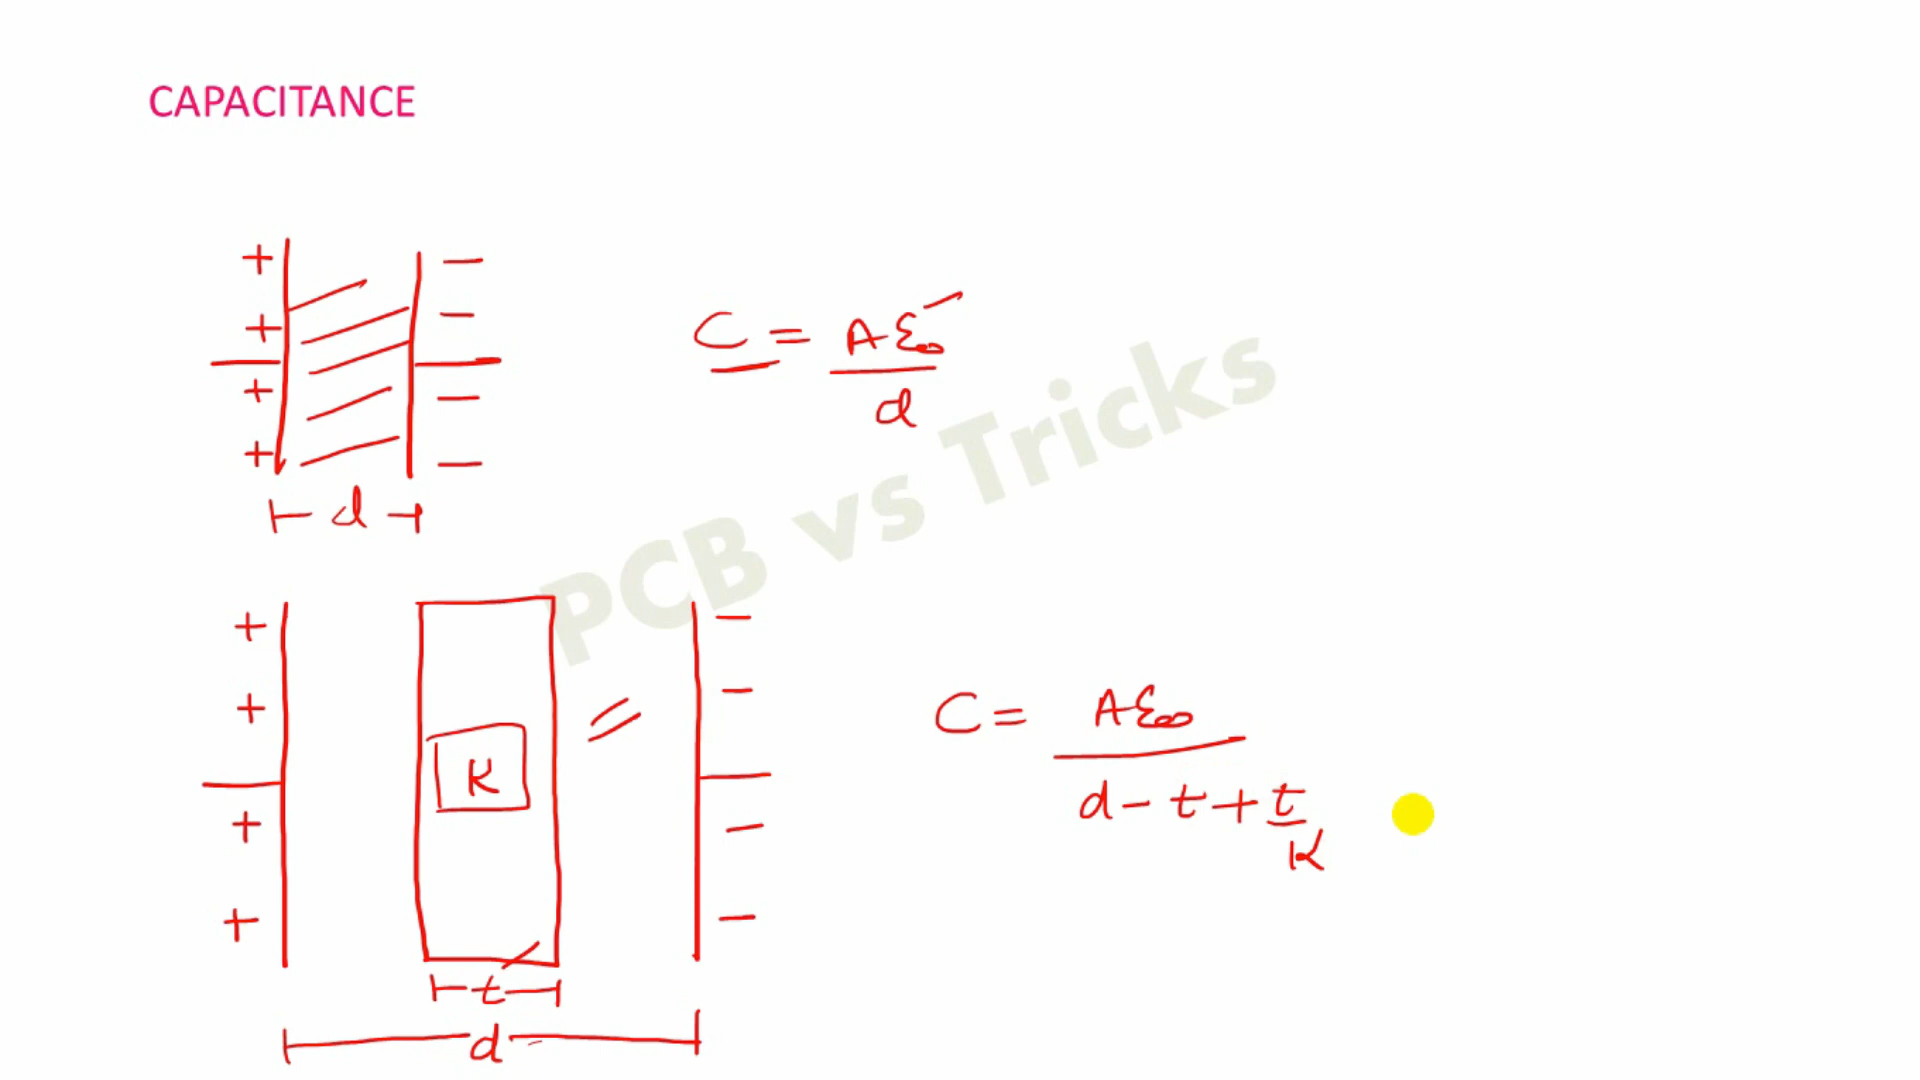 CAPACITANCE
+ −
+ −
+ −
+ −
C = Aε₀
d
d
PCB vs Tricks
+ −
+ −
K
C = Aε₀
d − t + t
K
+ −
+ −
t
d